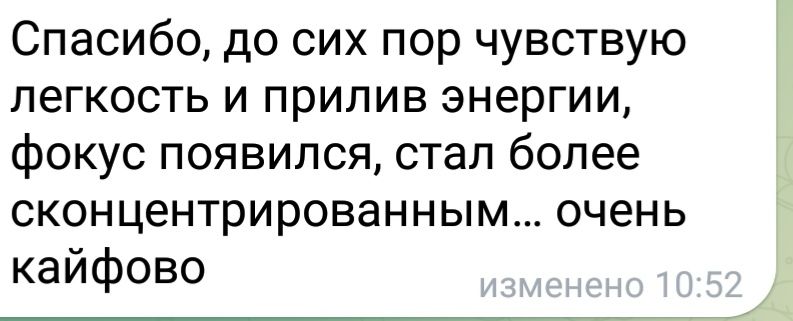 Спасибо, до сих пор чувствую
легкость и прилив энергии,
фокус появился, стал более
сконцентрированным... очень
кайфово
изменено 10:52